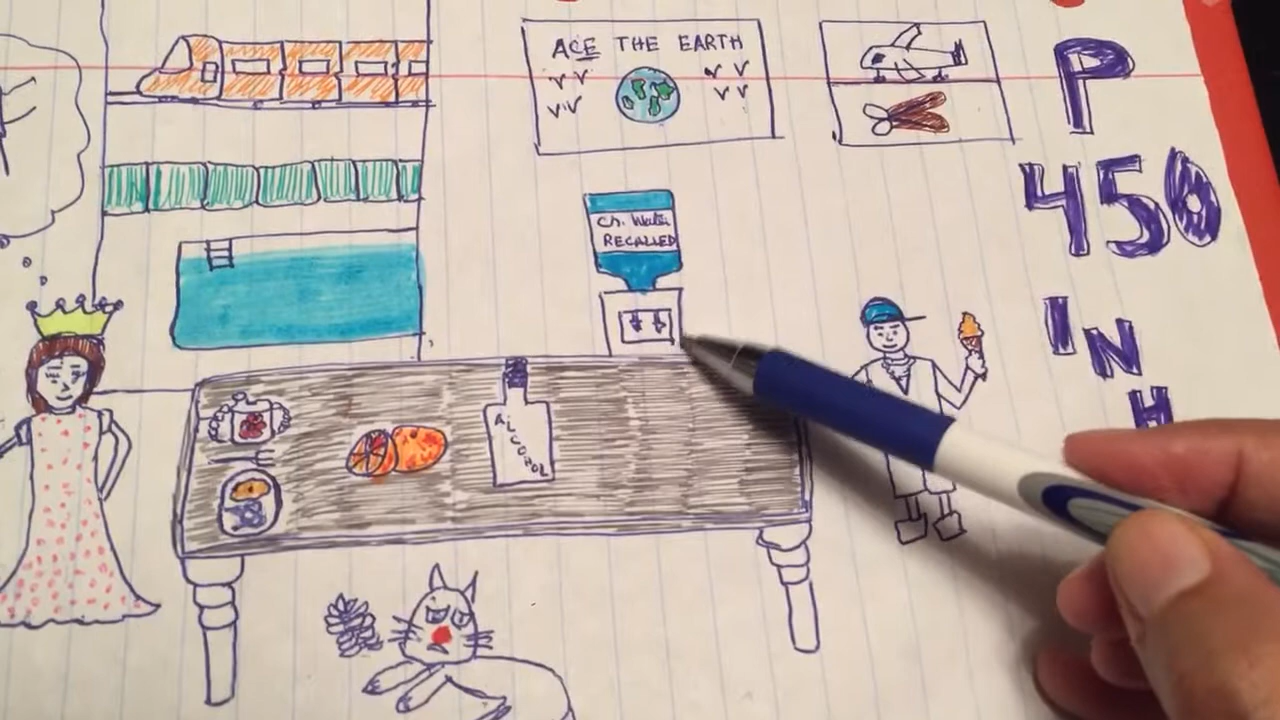 ACE THE EARTH
P
450
IN
H
Ch. Water
RECALLED
ALCOHOL